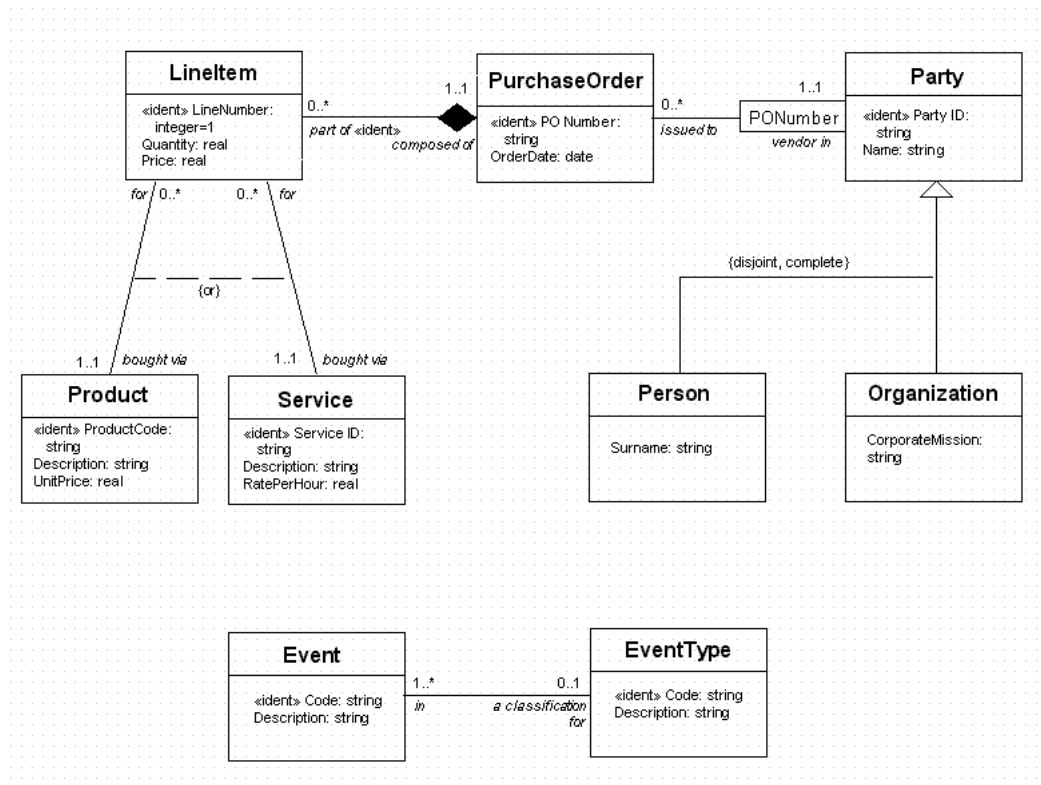 LineItem
«ident» LineNumber:
integer=1
Quantity: real
Price: real
0..*
part of «ident»
1..1
composed of
PurchaseOrder
«ident» PO Number:
string
OrderDate: date
0..*
issued to
PONumber
1..1
vendor in
Party
«ident» Party ID:
string
Name: string
for
0..*
0..*
for
{or}
{disjoint, complete}
1..1
bought via
1..1
bought via
Product
«ident» ProductCode:
string
Description: string
UnitPrice: real
Service
«ident» Service ID:
string
Description: string
RatePerHour: real
Person
Surname: string
Organization
CorporateMission:
string
Event
«ident» Code: string
Description: string
1..*
in
0..1
a classification
for
EventType
«ident» Code: string
Description: string